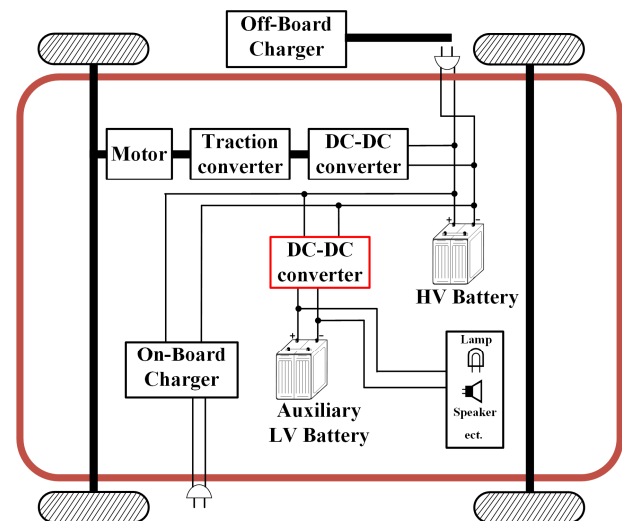 Off-Board
Charger
Motor
Traction
converter
DC-DC
converter
+ −
DC-DC
converter
HV Battery
+ −
On-Board
Charger
Lamp
Speaker
ect.
Auxiliary
LV Battery